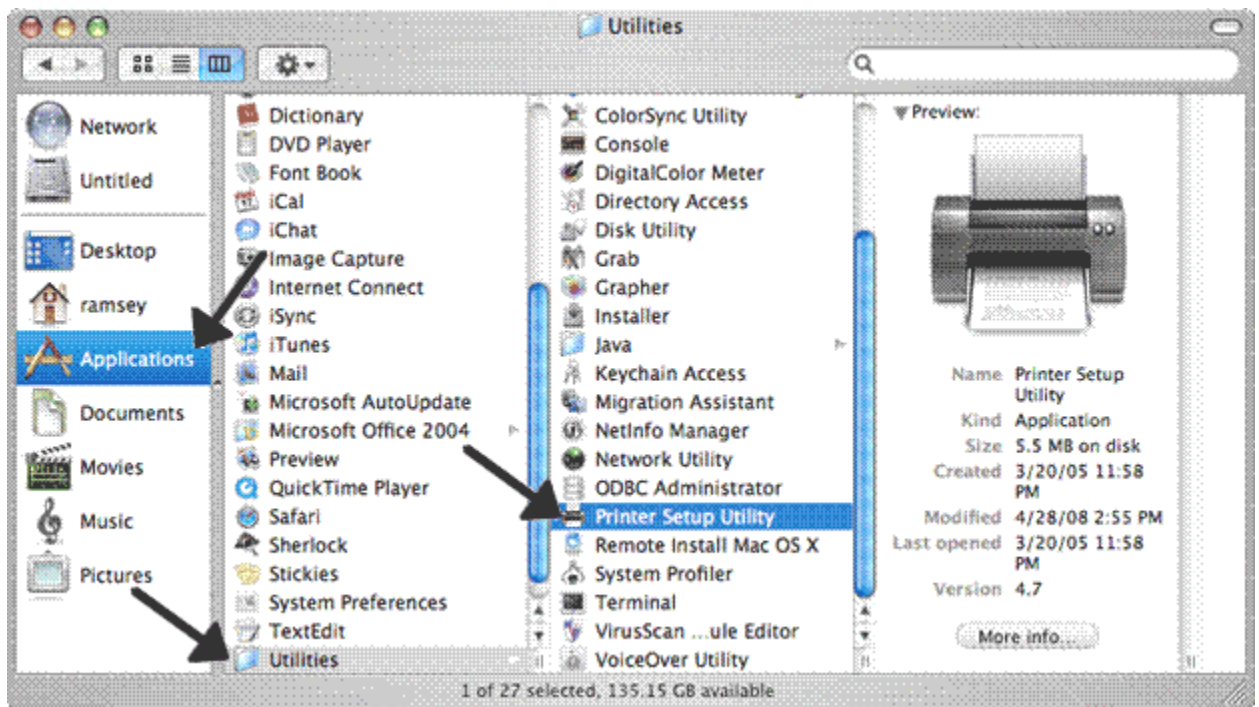 Utilities
Network
Untitled
Desktop
ramsey
Applications
Documents
Movies
Music
Pictures
Dictionary
DVD Player
Font Book
iCal
iChat
Image Capture
Internet Connect
iSync
iTunes
Mail
Microsoft AutoUpdate
Microsoft Office 2004
Preview
QuickTime Player
Safari
Sherlock
Stickies
System Preferences
TextEdit
Utilities
ColorSync Utility
Console
DigitalColor Meter
Directory Access
Disk Utility
Grab
Grapher
Installer
Java
Keychain Access
Migration Assistant
NetInfo Manager
Network Utility
ODBC Administrator
Printer Setup Utility
Remote Install Mac OS X
System Profiler
Terminal
VirusScan ...ule Editor
VoiceOver Utility
Preview:
Name Printer Setup
Utility
Kind Application
Size 5.5 MB on disk
Created 3/20/05 11:58
PM
Modified 4/28/08 2:55 PM
Last opened 3/20/05 11:58
PM
Version 4.7
More info...
1 of 27 selected, 135.15 GB available